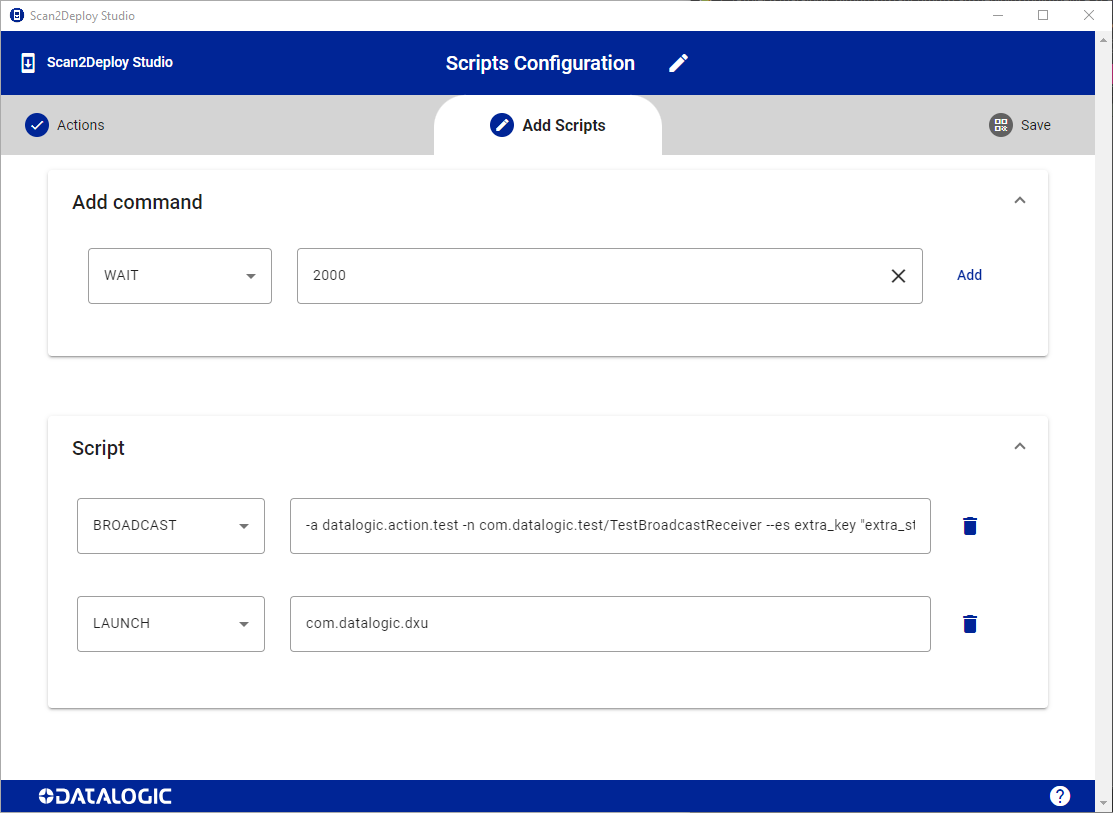 Scan2Deploy Studio
Scan2Deploy Studio
Scripts Configuration
Actions
Add Scripts
Save
Add command
WAIT
2000
Add
Script
BROADCAST
-a datalogic.action.test -n com.datalogic.test/TestBroadcastReceiver --es extra_key "extra_st
LAUNCH
com.datalogic.dxu
DATALOGIC
?